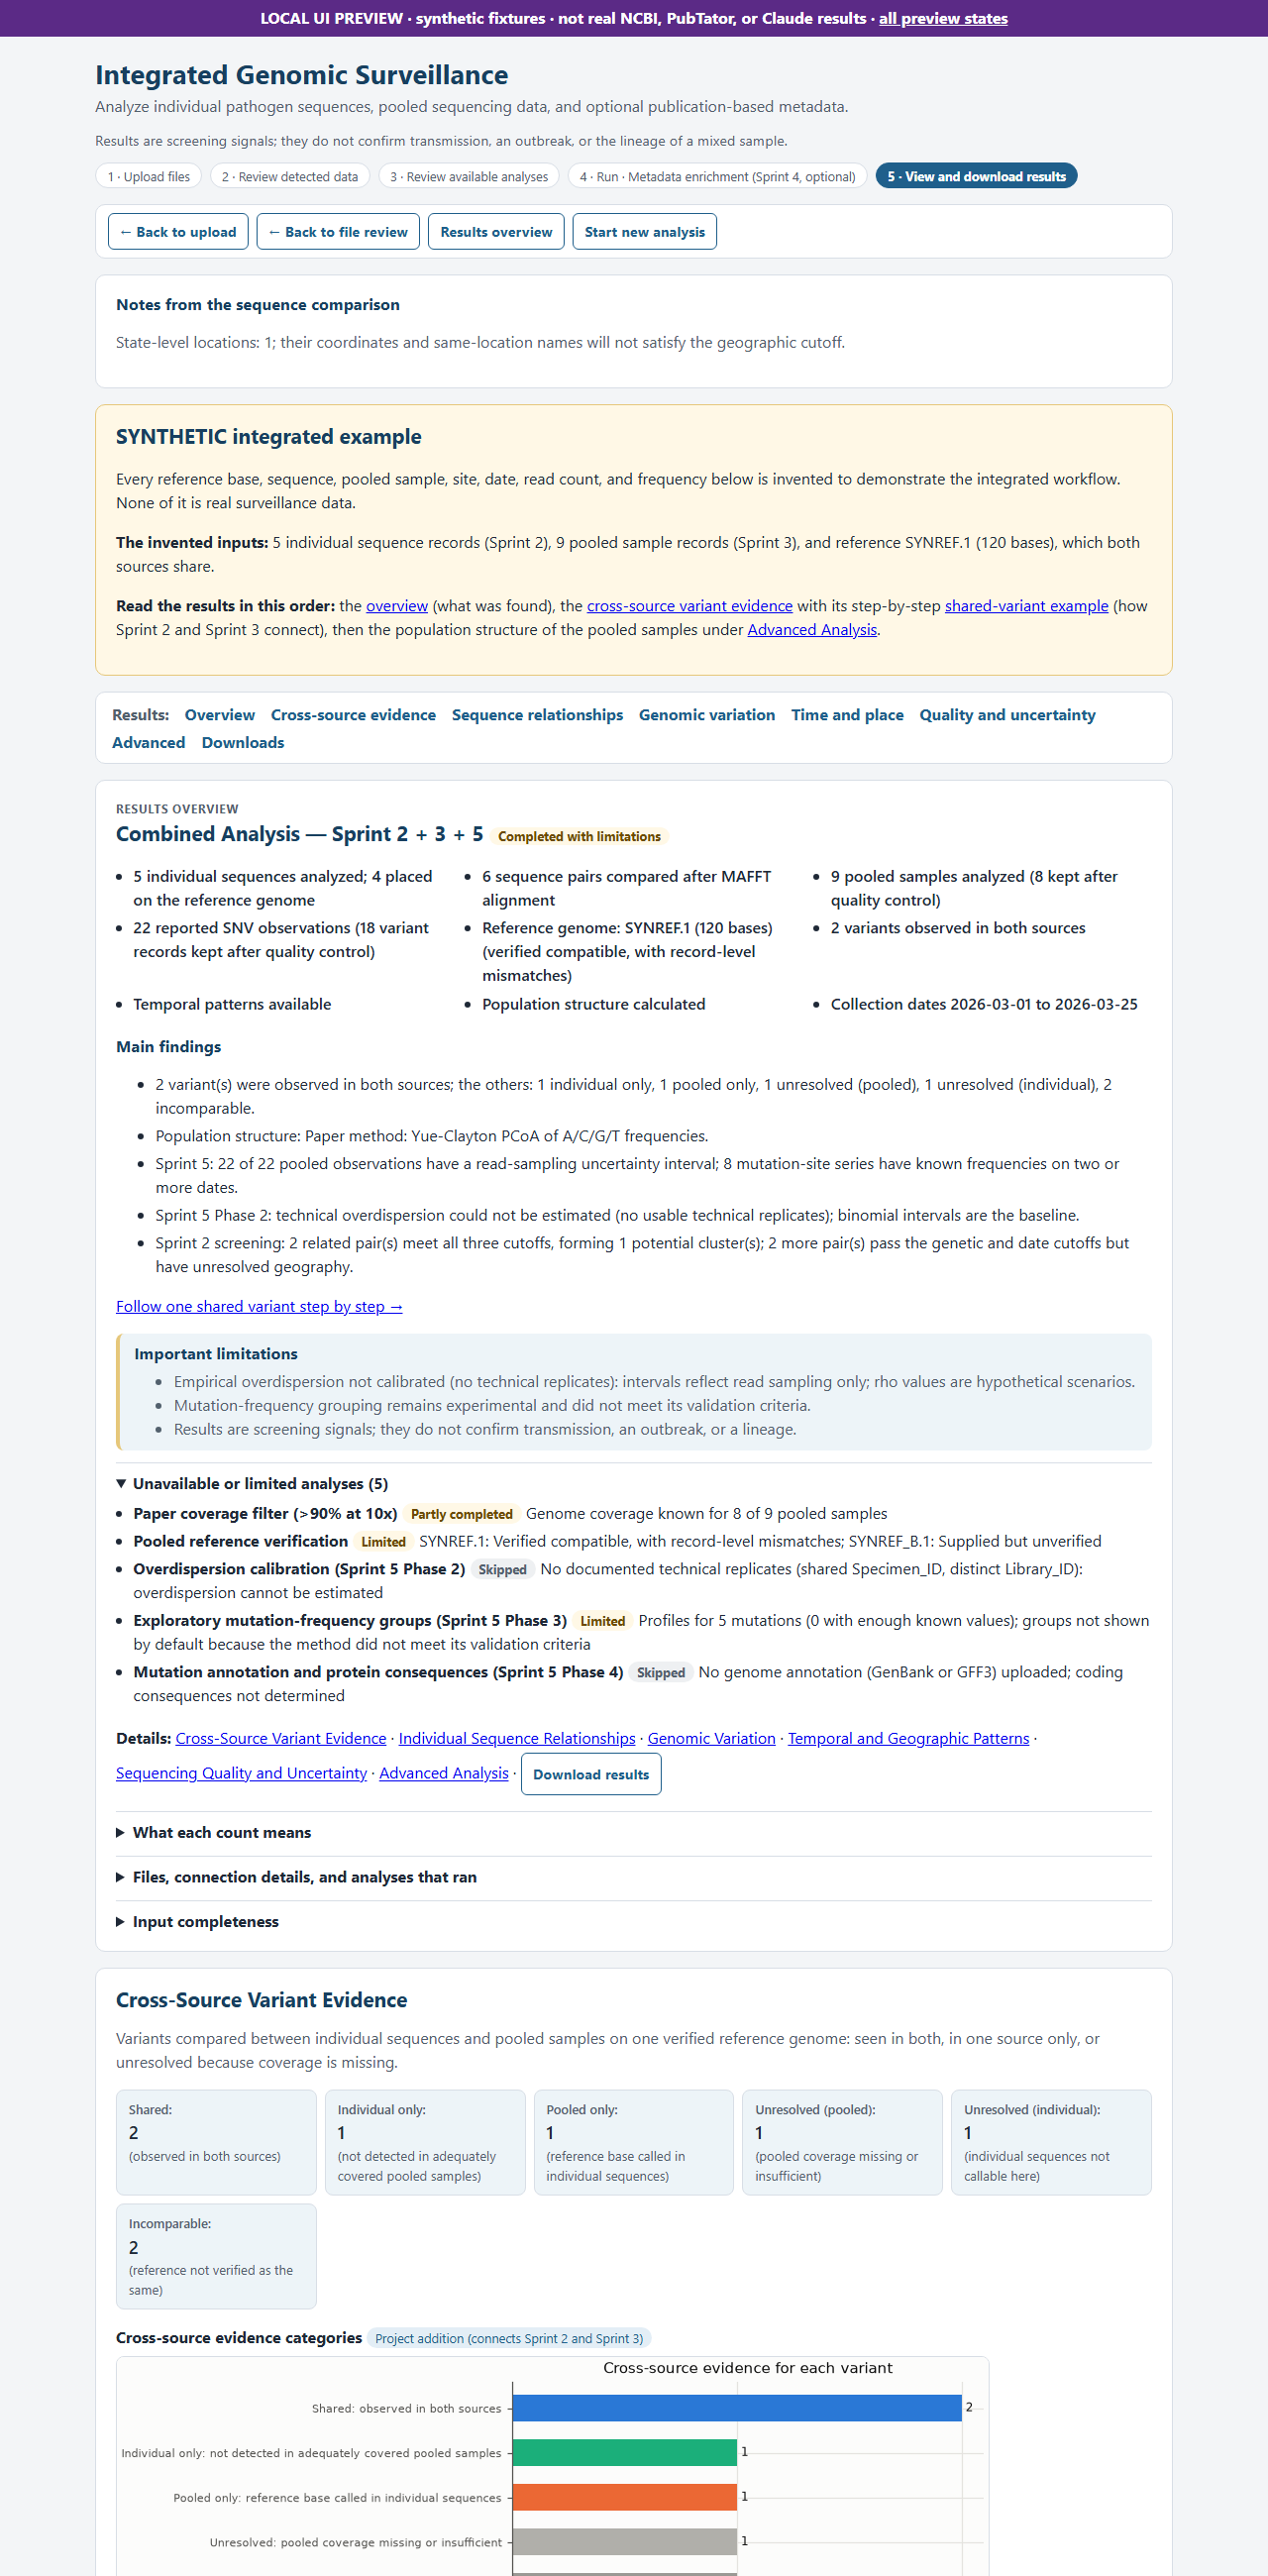 LOCAL UI PREVIEW · synthetic fixtures · not real NCBI, PubTator, or Claude results · all preview states
Integrated Genomic Surveillance
Analyze individual pathogen sequences, pooled sequencing data, and optional publication-based metadata.
Results are screening signals; they do not confirm transmission, an outbreak, or the lineage of a mixed sample.
1 · Upload files 2 · Review detected data 3 · Review available analyses 4 · Run · Metadata enrichment (Sprint 4, optional) 5 · View and download results
← Back to upload ← Back to file review Results overview Start new analysis
Notes from the sequence comparison
State-level locations: 1; their coordinates and same-location names will not satisfy the geographic cutoff.
SYNTHETIC integrated example
Every reference base, sequence, pooled sample, site, date, read count, and frequency below is invented to demonstrate the integrated workflow.
None of it is real surveillance data.
The invented inputs: 5 individual sequence records (Sprint 2), 9 pooled sample records (Sprint 3), and reference SYNREF.1 (120 bases), which both
sources share.
Read the results in this order: the overview (what was found), the cross-source variant evidence with its step-by-step shared-variant example (how
Sprint 2 and Sprint 3 connect), then the population structure of the pooled samples under Advanced Analysis.
Results: Overview Cross-source evidence Sequence relationships Genomic variation Time and place Quality and uncertainty
Advanced Downloads
RESULTS OVERVIEW
Combined Analysis — Sprint 2 + 3 + 5 Completed with limitations
• 5 individual sequences analyzed; 4 placed
on the reference genome
• 6 sequence pairs compared after MAFFT
alignment
• 9 pooled samples analyzed (8 kept after
quality control)
• 22 reported SNV observations (18 variant
records kept after quality control)
• Reference genome: SYNREF.1 (120 bases)
(verified compatible, with record-level
mismatches)
• 2 variants observed in both sources
• Temporal patterns available
• Population structure calculated
• Collection dates 2026-03-01 to 2026-03-25
Main findings
• 2 variant(s) were observed in both sources; the others: 1 individual only, 1 pooled only, 1 unresolved (pooled), 1 unresolved (individual), 2
incomparable.
• Population structure: Paper method: Yue-Clayton PCoA of A/C/G/T frequencies.
• Sprint 5: 22 of 22 pooled observations have a read-sampling uncertainty interval; 8 mutation-site series have known frequencies on two or
more dates.
• Sprint 5 Phase 2: technical overdispersion could not be estimated (no usable technical replicates); binomial intervals are the baseline.
• Sprint 2 screening: 2 related pair(s) meet all three cutoffs, forming 1 potential cluster(s); 2 more pair(s) pass the genetic and date cutoffs but
have unresolved geography.
Follow one shared variant step by step →
Important limitations
• Empirical overdispersion not calibrated (no technical replicates): intervals reflect read sampling only; rho values are hypothetical scenarios.
• Mutation-frequency grouping remains experimental and did not meet its validation criteria.
• Results are screening signals; they do not confirm transmission, an outbreak, or a lineage.
▼ Unavailable or limited analyses (5)
• Paper coverage filter (>90% at 10x) Partly completed Genome coverage known for 8 of 9 pooled samples
• Pooled reference verification Limited SYNREF.1: Verified compatible, with record-level mismatches; SYNREF_B.1: Supplied but unverified
• Overdispersion calibration (Sprint 5 Phase 2) Skipped No documented technical replicates (shared Specimen_ID, distinct Library_ID):
overdispersion cannot be estimated
• Exploratory mutation-frequency groups (Sprint 5 Phase 3) Limited Profiles for 5 mutations (0 with enough known values); groups not shown
by default because the method did not meet its validation criteria
• Mutation annotation and protein consequences (Sprint 5 Phase 4) Skipped No genome annotation (GenBank or GFF3) uploaded; coding
consequences not determined
Details: Cross-Source Variant Evidence · Individual Sequence Relationships · Genomic Variation · Temporal and Geographic Patterns ·
Sequencing Quality and Uncertainty · Advanced Analysis · Download results
▶ What each count means
▶ Files, connection details, and analyses that ran
▶ Input completeness
Cross-Source Variant Evidence
Variants compared between individual sequences and pooled samples on one verified reference genome: seen in both, in one source only, or
unresolved because coverage is missing.
Shared:
2
(observed in both sources)
Individual only:
1
(not detected in adequately
covered pooled samples)
Pooled only:
1
(reference base called in
individual sequences)
Unresolved (pooled):
1
(pooled coverage missing or
insufficient)
Unresolved (individual):
1
(individual sequences not
callable here)
Incomparable:
2
(reference not verified as the
same)
Cross-source evidence categories Project addition (connects Sprint 2 and Sprint 3)
Cross-source evidence for each variant
Shared: observed in both sources 2
Individual only: not detected in adequately covered pooled samples 1
Pooled only: reference base called in individual sequences 1
Unresolved: pooled coverage missing or insufficient 1